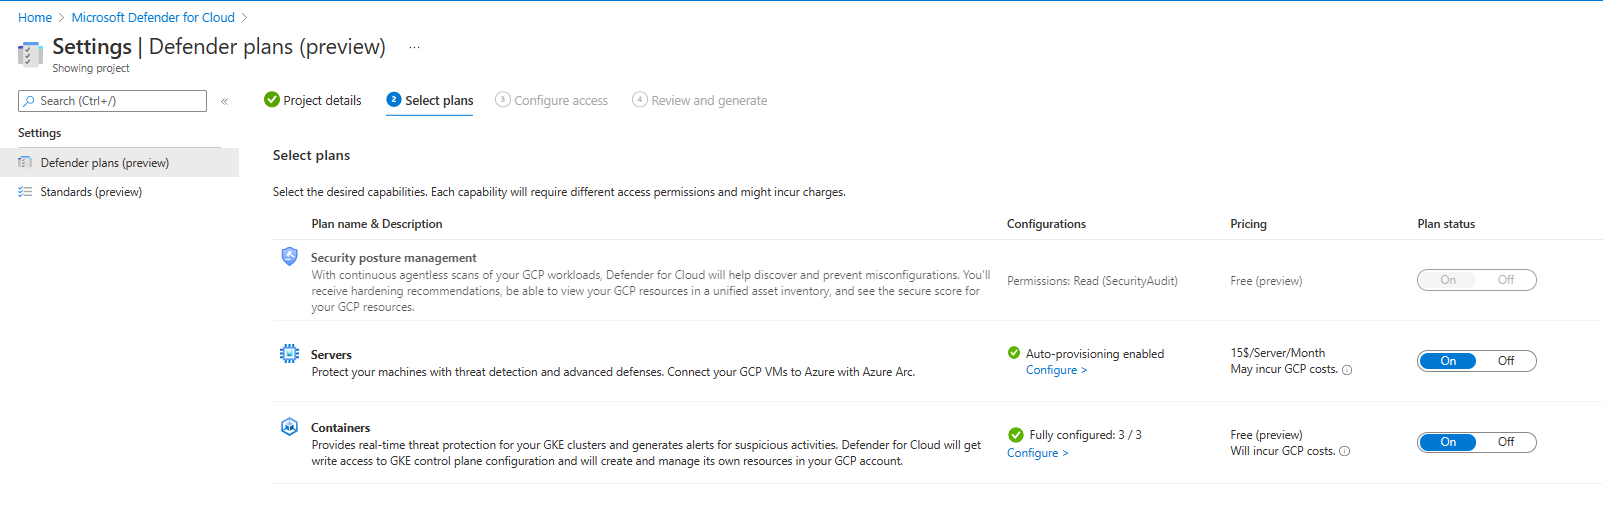 Home > Microsoft Defender for Cloud >
Settings | Defender plans (preview) ...
Showing project
Search (Ctrl+/) «
Project details 2 Select plans 3 Configure access 4 Review and generate
Settings
Defender plans (preview)
Standards (preview)
Select plans
Select the desired capabilities. Each capability will require different access permissions and might incur charges.
Plan name & Description Configurations Pricing Plan status
Security posture management
With continuous agentless scans of your GCP workloads, Defender for Cloud will help discover and prevent misconfigurations. You'll
receive hardening recommendations, be able to view your GCP resources in a unified asset inventory, and see the secure score for
your GCP resources.
Permissions: Read (SecurityAudit) Free (preview) On Off
Servers
Protect your machines with threat detection and advanced defenses. Connect your GCP VMs to Azure with Azure Arc.
Auto-provisioning enabled
Configure >
15$/Server/Month
May incur GCP costs.
On Off
Containers
Provides real-time threat protection for your GKE clusters and generates alerts for suspicious activities. Defender for Cloud will get
write access to GKE control plane configuration and will create and manage its own resources in your GCP account.
Fully configured: 3 / 3
Configure >
Free (preview)
Will incur GCP costs.
On Off